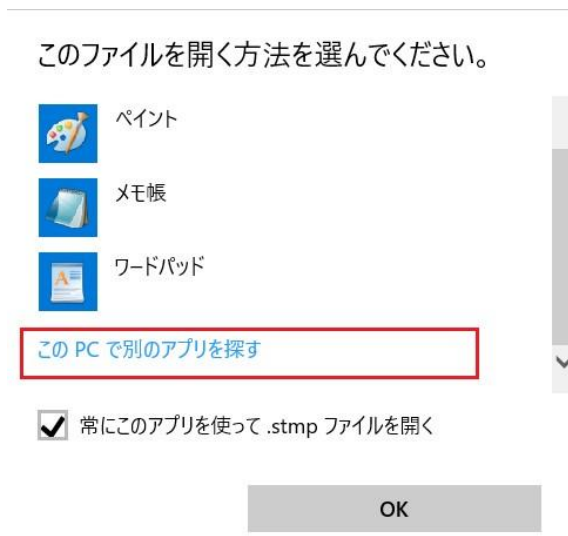 このファイルを開く方法を選んでください。
ペイント
メモ帳
ワードパッド
この PC で別のアプリを探す
常にこのアプリを使って .stmp ファイルを開く
OK